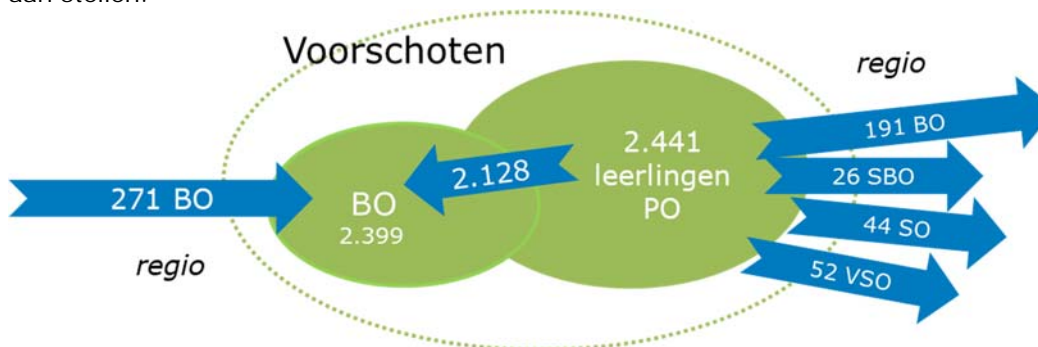 aan stellen.
Voorschoten
regio
191 BO
2.441
leerlingen
PO
2.128
26 SBO
271 BO
BO
2.399
44 SO
regio
52 VSO